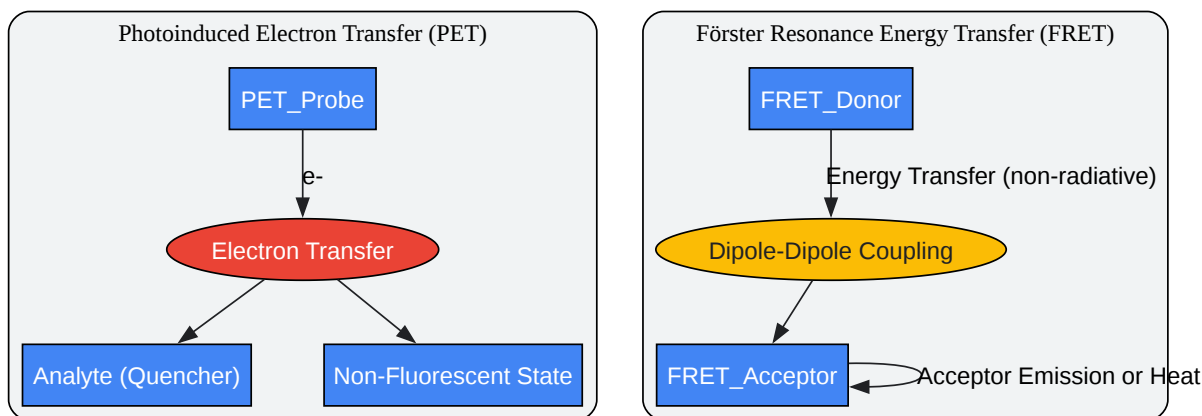 Photoinduced Electron Transfer (PET)
PET_Probe
e-
Electron Transfer
Analyte (Quencher)
Non-Fluorescent State
Förster Resonance Energy Transfer (FRET)
FRET_Donor
Energy Transfer (non-radiative)
Dipole-Dipole Coupling
FRET_Acceptor
Acceptor Emission or Heat